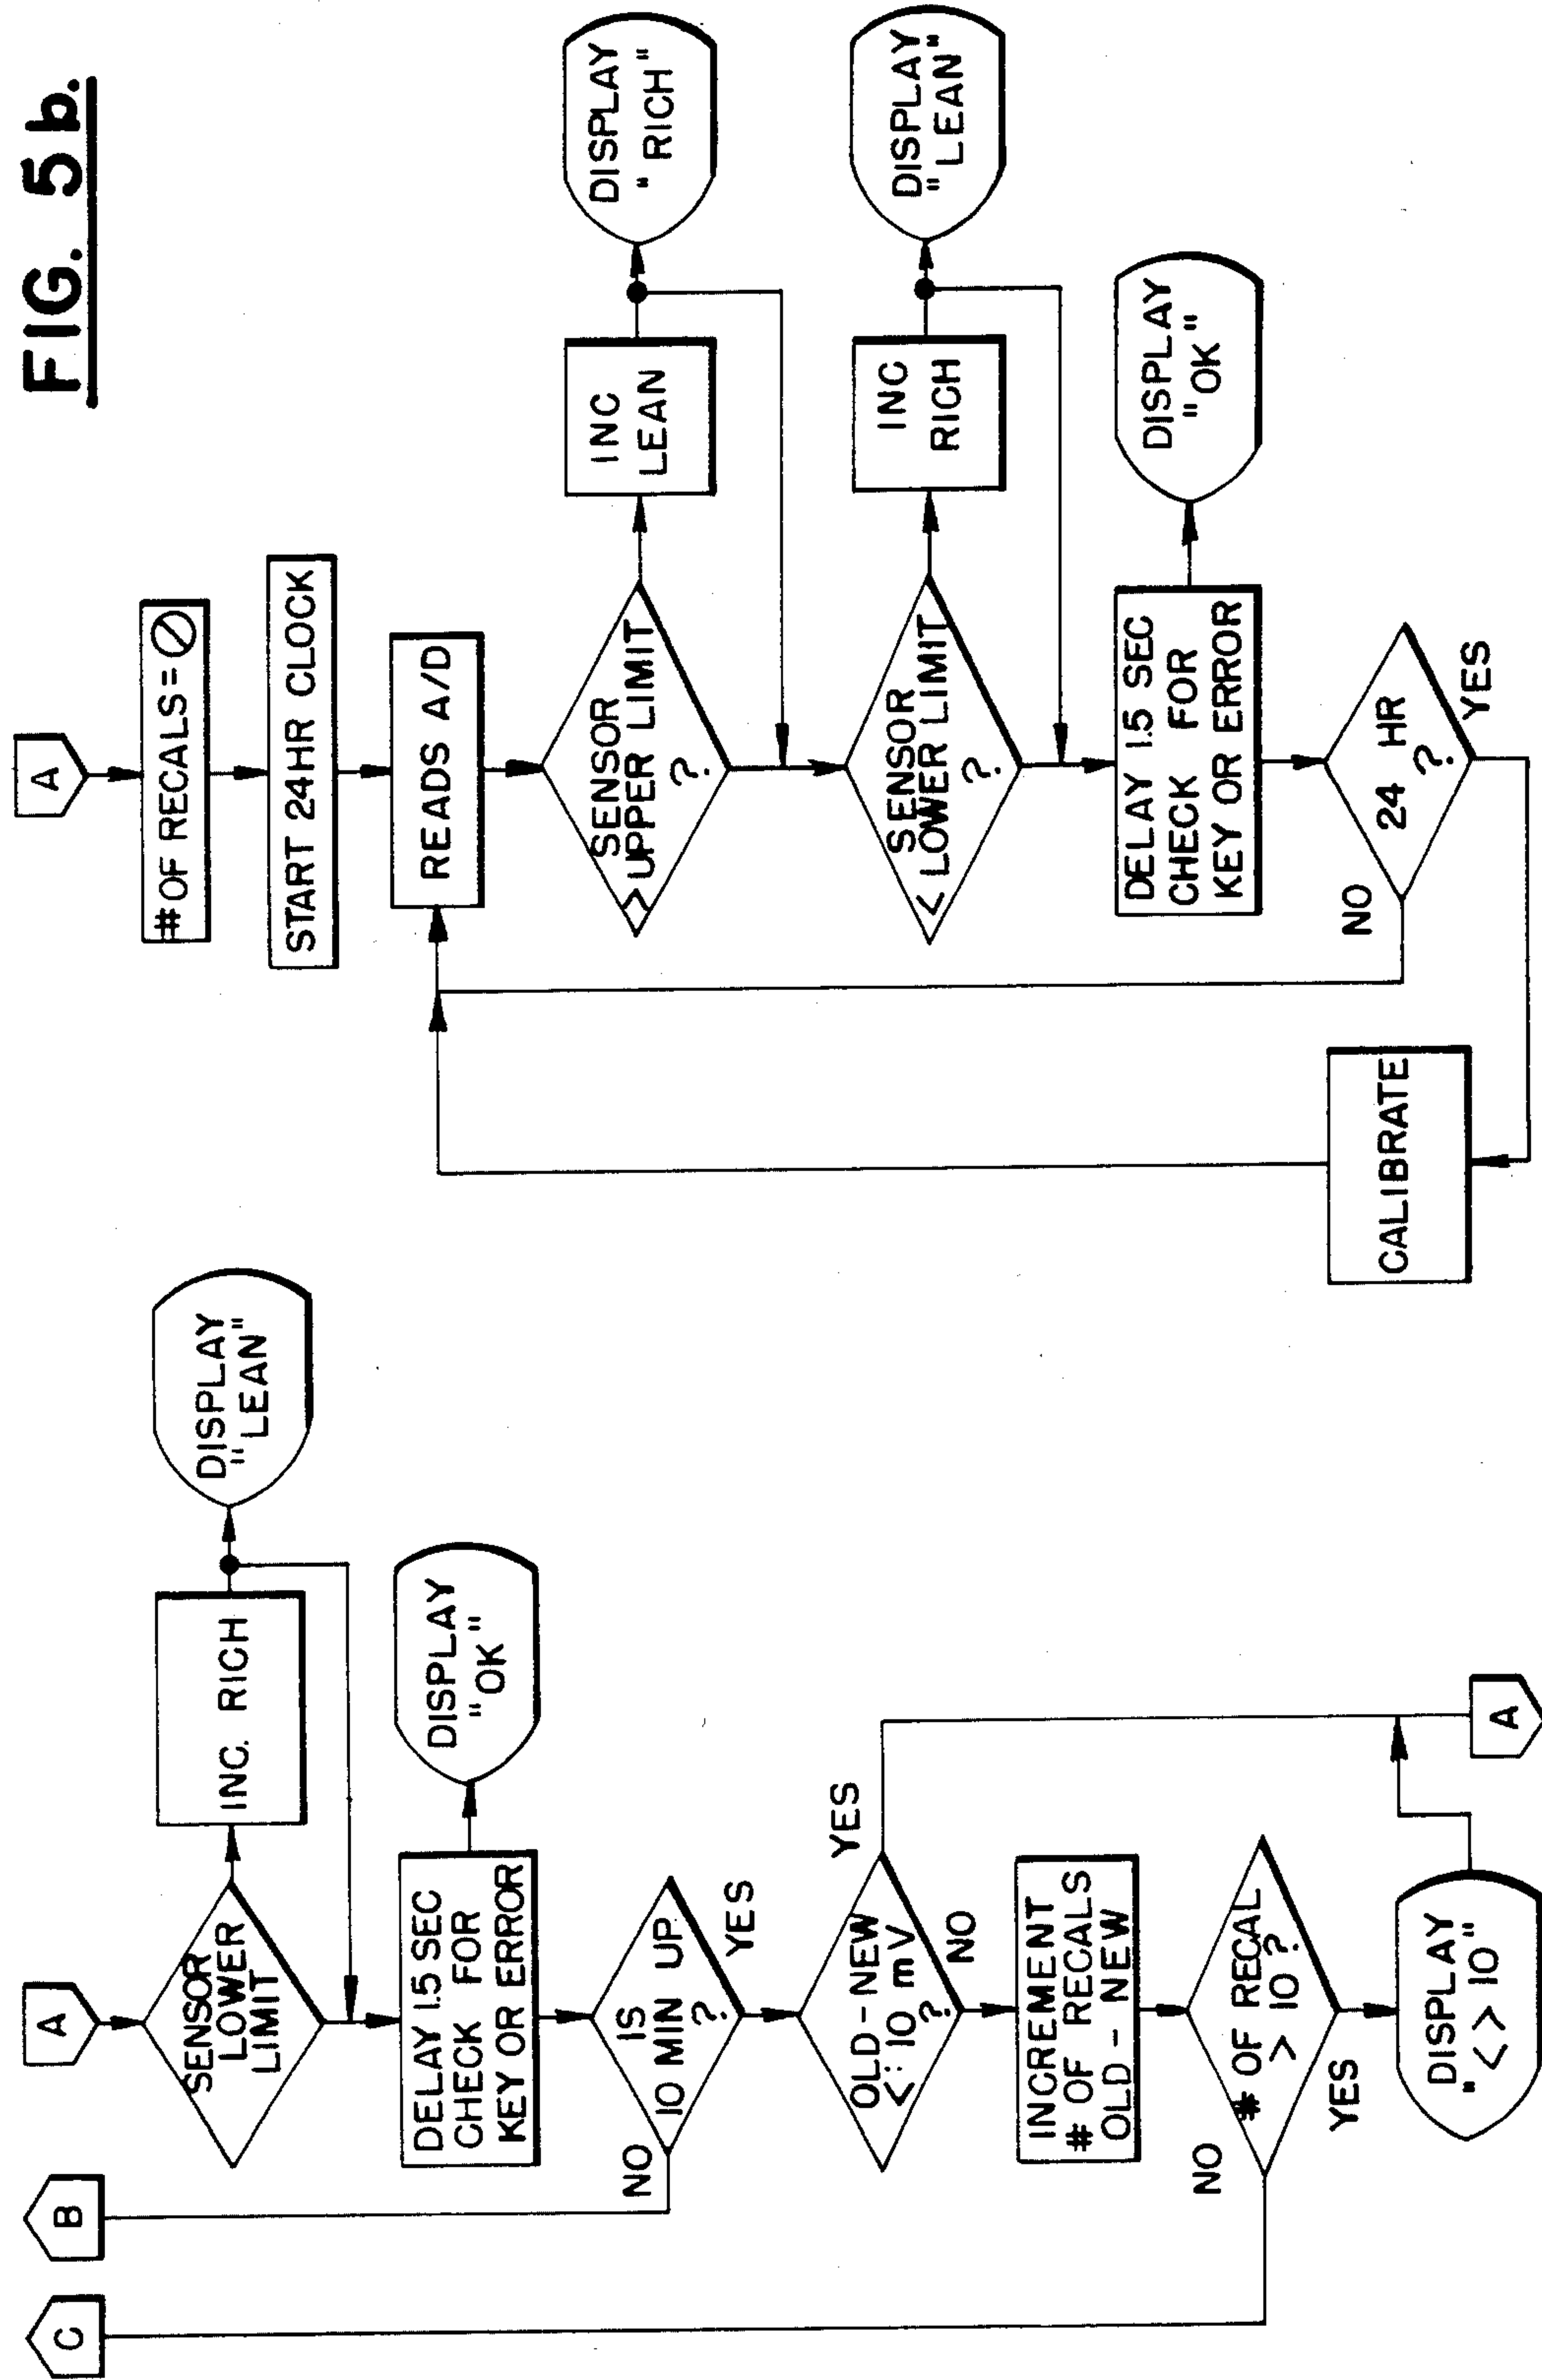 FIG. 5b.
C
B
A
SENSOR
LOWER
LIMIT
INC. RICH
DISPLAY
"LEAN"
DELAY 1.5 SEC
CHECK FOR
KEY OR ERROR
DISPLAY
"OK"
IS
10 MIN UP
?
NO
YES
OLD-NEW
<: 10 mV
?
YES
NO
INCREMENT
# OF RECALS
OLD - NEW
# OF RECAL
> 10 ?
NO
YES
DISPLAY
"<>10"
A
A
# OF RECALS=∅
START 24HR CLOCK
READS A/D
SENSOR
> UPPER LIMIT
?
INC
LEAN
DISPLAY
"RICH"
SENSOR
< LOWER LIMIT
?
INC
RICH
DISPLAY
"LEAN"
DELAY 1.5 SEC
CHECK FOR
KEY OR ERROR
DISPLAY
"OK"
24 HR
?
NO
YES
CALIBRATE